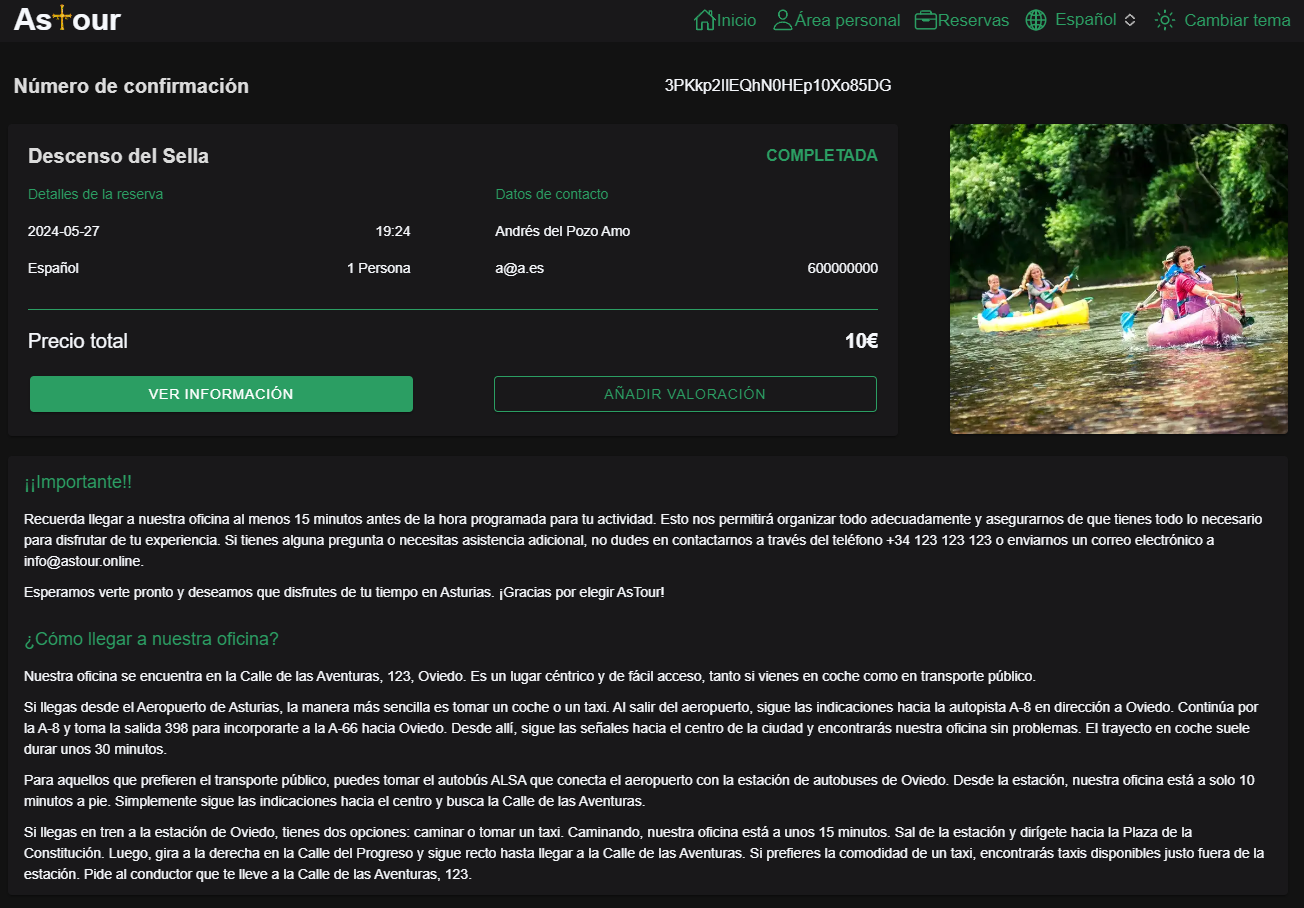 AsTour
Inicio Área personal Reservas Español Cambiar tema
Número de confirmación 3PKkp2IlEQhN0HEp10Xo85DG
Descenso del Sella COMPLETADA
Detalles de la reserva Datos de contacto
2024-05-27 19:24 Andrés del Pozo Amo
Español 1 Persona a@a.es 600000000
Precio total 10€
VER INFORMACIÓN AÑADIR VALORACIÓN
¡¡Importante!!
Recuerda llegar a nuestra oficina al menos 15 minutos antes de la hora programada para tu actividad. Esto nos permitirá organizar todo adecuadamente y asegurarnos de que tienes todo lo necesario
para disfrutar de tu experiencia. Si tienes alguna pregunta o necesitas asistencia adicional, no dudes en contactarnos a través del teléfono +34 123 123 123 o enviarnos un correo electrónico a
info@astour.online.
Esperamos verte pronto y deseamos que disfrutes de tu tiempo en Asturias. ¡Gracias por elegir AsTour!
¿Cómo llegar a nuestra oficina?
Nuestra oficina se encuentra en la Calle de las Aventuras, 123, Oviedo. Es un lugar céntrico y de fácil acceso, tanto si vienes en coche como en transporte público.
Si llegas desde el Aeropuerto de Asturias, la manera más sencilla es tomar un coche o un taxi. Al salir del aeropuerto, sigue las indicaciones hacia la autopista A-8 en dirección a Oviedo. Continúa por
la A-8 y toma la salida 398 para incorporarte a la A-66 hacia Oviedo. Desde allí, sigue las señales hacia el centro de la ciudad y encontrarás nuestra oficina sin problemas. El trayecto en coche suele
durar unos 30 minutos.
Para aquellos que prefieren el transporte público, puedes tomar el autobús ALSA que conecta el aeropuerto con la estación de autobuses de Oviedo. Desde la estación, nuestra oficina está a solo 10
minutos a pie. Simplemente sigue las indicaciones hacia el centro y busca la Calle de las Aventuras.
Si llegas en tren a la estación de Oviedo, tienes dos opciones: caminar o tomar un taxi. Caminando, nuestra oficina está a unos 15 minutos. Sal de la estación y dirígete hacia la Plaza de la
Constitución. Luego, gira a la derecha en la Calle del Progreso y sigue recto hasta llegar a la Calle de las Aventuras. Si prefieres la comodidad de un taxi, encontrarás taxis disponibles justo fuera de la
estación. Pide al conductor que te lleve a la Calle de las Aventuras, 123.